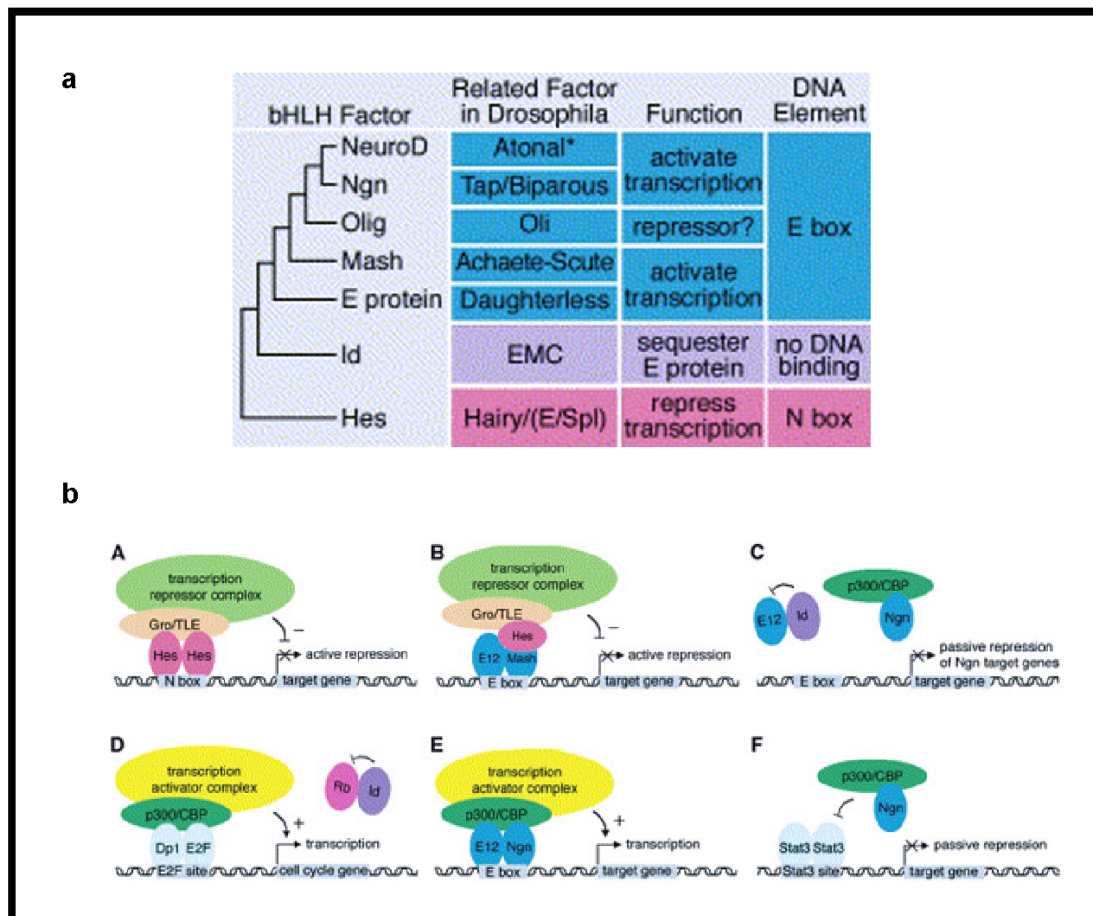 a
bHLH Factor
Related Factor
in Drosophila
Function
DNA
Element
NeuroD
Atonal*
activate
transcription
E box
Ngn
Tap/Biparous
Olig
Oli
repressor?
Mash
Achaete-Scute
activate
transcription
E protein
Daughterless
Id
EMC
sequester
E protein
no DNA
binding
Hes
Hairy/(E/Spl)
repress
transcription
N box
b
A
transcription
repressor complex
Gro/TLE
Hes Hes
−
active repression
N box
target gene
B
transcription
repressor complex
Gro/TLE
Hes
E12 Mash
−
active repression
E box
target gene
C
p300/CBP
E12 Id
Ngn
passive repression
of Ngn target genes
E box
target gene
D
transcription
activator complex
p300/CBP
Rb Id
Dp1 E2F
+
transcription
E2F site
cell cycle gene
E
transcription
activator complex
p300/CBP
E12 Ngn
+
transcription
E box
target gene
F
p300/CBP
Ngn
Stat3 Stat3
passive repression
Stat3 site
target gene